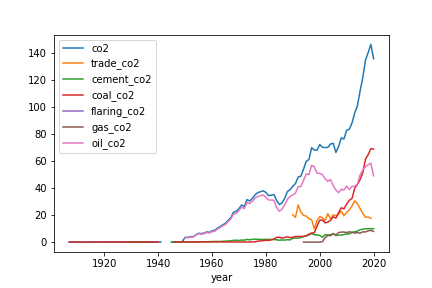 co2
trade_co2
cement_co2
coal_co2
flaring_co2
gas_co2
oil_co2
140
120
100
80
60
40
20
0
1920
1940
1960
1980
2000
2020
year